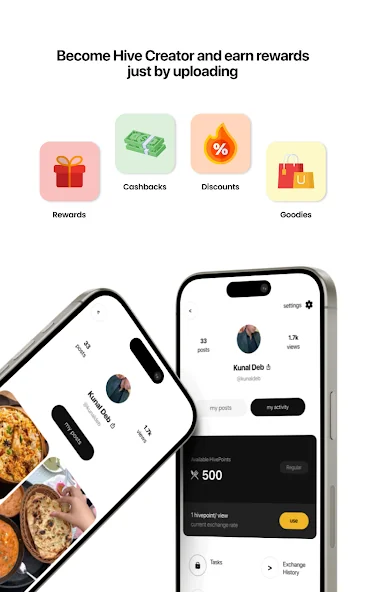 Become Hive Creator and earn rewards
just by uploading
Rewards
Cashbacks
Discounts
Goodies
33
posts
Kunal Deb
@kunaldeb
1.7k
views
my posts
settings
33
posts
1.7k
views
Kunal Deb
@kunaldeb
my posts
my activity
Available HivePoints
500
Regular
1 hivepoint/ view
current exchange rate
use
Tasks
Exchange
History